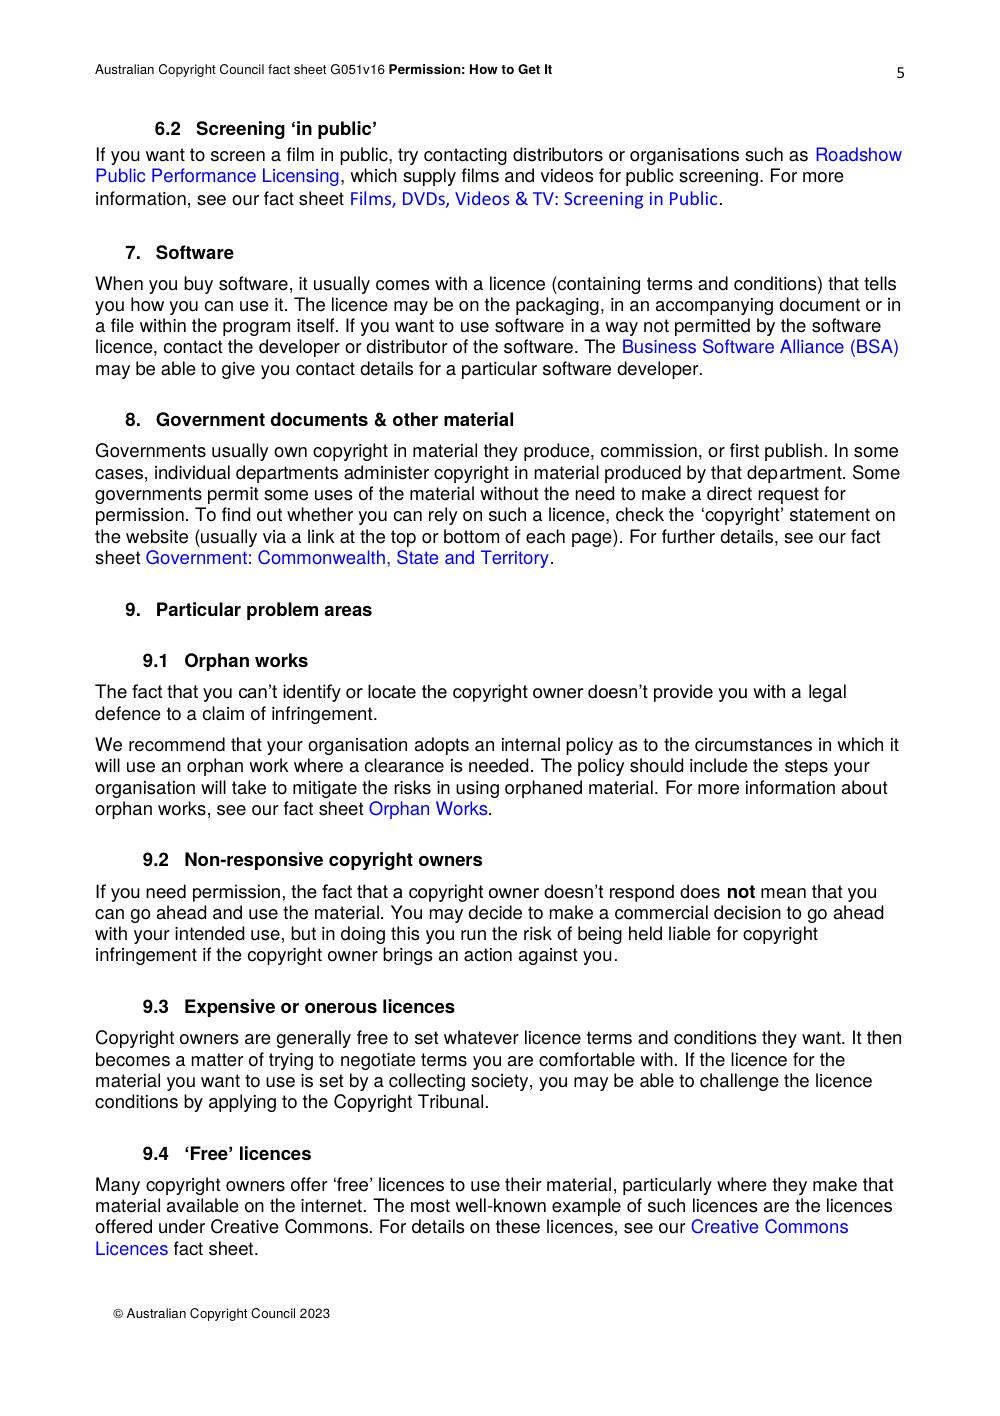 Australian Copyright Council fact sheet G051v16 Permission: How to Get It 5
6.2 Screening ‘in public’
If you want to screen a film in public, try contacting distributors or organisations such as Roadshow
Public Performance Licensing, which supply films and videos for public screening. For more
information, see our fact sheet Films, DVDs, Videos & TV: Screening in Public.
7. Software
When you buy software, it usually comes with a licence (containing terms and conditions) that tells
you how you can use it. The licence may be on the packaging, in an accompanying document or in
a file within the program itself. If you want to use software in a way not permitted by the software
licence, contact the developer or distributor of the software. The Business Software Alliance (BSA)
may be able to give you contact details for a particular software developer.
8. Government documents & other material
Governments usually own copyright in material they produce, commission, or first publish. In some
cases, individual departments administer copyright in material produced by that department. Some
governments permit some uses of the material without the need to make a direct request for
permission. To find out whether you can rely on such a licence, check the ‘copyright’ statement on
the website (usually via a link at the top or bottom of each page). For further details, see our fact
sheet Government: Commonwealth, State and Territory.
9. Particular problem areas
9.1 Orphan works
The fact that you can’t identify or locate the copyright owner doesn’t provide you with a legal
defence to a claim of infringement.
We recommend that your organisation adopts an internal policy as to the circumstances in which it
will use an orphan work where a clearance is needed. The policy should include the steps your
organisation will take to mitigate the risks in using orphaned material. For more information about
orphan works, see our fact sheet Orphan Works.
9.2 Non-responsive copyright owners
If you need permission, the fact that a copyright owner doesn’t respond does not mean that you
can go ahead and use the material. You may decide to make a commercial decision to go ahead
with your intended use, but in doing this you run the risk of being held liable for copyright
infringement if the copyright owner brings an action against you.
9.3 Expensive or onerous licences
Copyright owners are generally free to set whatever licence terms and conditions they want. It then
becomes a matter of trying to negotiate terms you are comfortable with. If the licence for the
material you want to use is set by a collecting society, you may be able to challenge the licence
conditions by applying to the Copyright Tribunal.
9.4 ‘Free’ licences
Many copyright owners offer ‘free’ licences to use their material, particularly where they make that
material available on the internet. The most well-known example of such licences are the licences
offered under Creative Commons. For details on these licences, see our Creative Commons
Licences fact sheet.
© Australian Copyright Council 2023